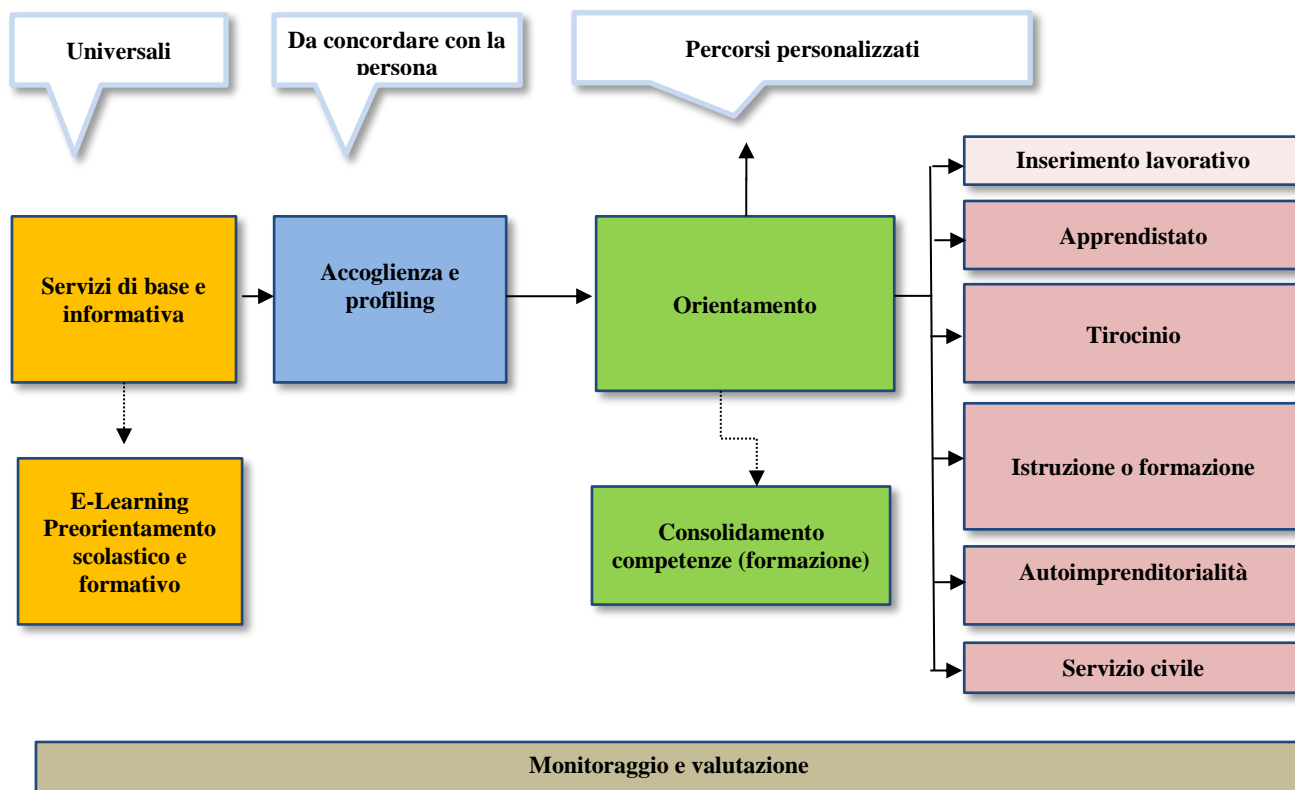 Universali
Da concordare con la
persona
Percorsi personalizzati
Inserimento lavorativo
Apprendistato
Servizi di base e
informativa
Accoglienza e
profiling
Orientamento
Tirocinio
Istruzione o formazione
E-Learning
Preorientamento
scolastico e
formativo
Consolidamento
competenze (formazione)
Autoimprenditorialità
Servizio civile
Monitoraggio e valutazione